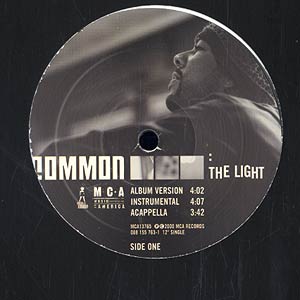 COMMON : THE LIGHT
MCA
MUSIC
AMERICA
ALBUM VERSION 4:02
INSTRUMENTAL 4:07
ACAPPELLA 3:42
MCA13765 ℗©2000 MCA RECORDS
088 155 763-1 12" SINGLE
SIDE ONE